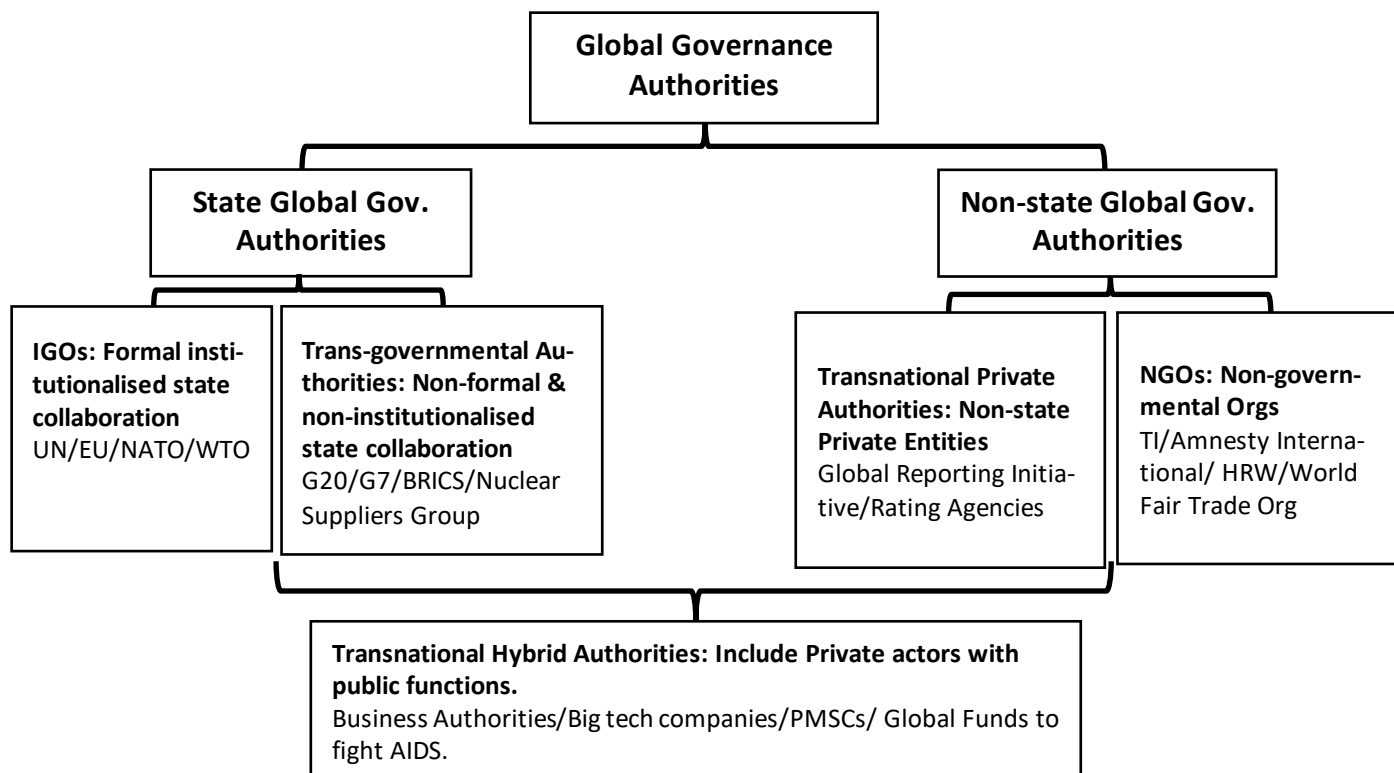 Global Governance
Authorities
State Global Gov.
Authorities
Non-state Global Gov.
Authorities
IGOs: Formal insti-
tutionalised state
collaboration
UN/EU/NATO/WTO
Trans-governmental Au-
thorities: Non-formal &
non-institutionalised
state collaboration
G20/G7/BRICS/Nuclear
Suppliers Group
Transnational Private
Authorities: Non-state
Private Entities
Global Reporting Initia-
tive/Rating Agencies
NGOs: Non-govern-
mental Orgs
TI/Amnesty Interna-
tional/ HRW/World
Fair Trade Org
Transnational Hybrid Authorities: Include Private actors with
public functions.
Business Authorities/Big tech companies/PMSCs/ Global Funds to
fight AIDS.